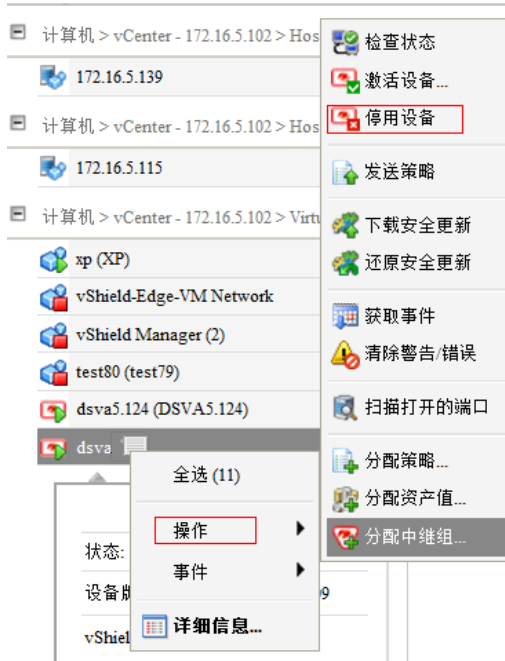 计算机 > vCenter - 172.16.5.102 > Hos
172.16.5.139
计算机 > vCenter - 172.16.5.102 > Hos
172.16.5.115
计算机 > vCenter - 172.16.5.102 > Virtu
xp (XP)
vShield-Edge-VM Network
vShield Manager (2)
test80 (test79)
dsva5.124 (DSVA5.124)
dsva
全选 (11)
操作
事件
详细信息...
状态:
设备版
9
vShiel
检查状态
激活设备...
停用设备
发送策略
下载安全更新
还原安全更新
获取事件
清除警告/错误
扫描打开的端口
分配策略...
分配资产值...
分配中继组...